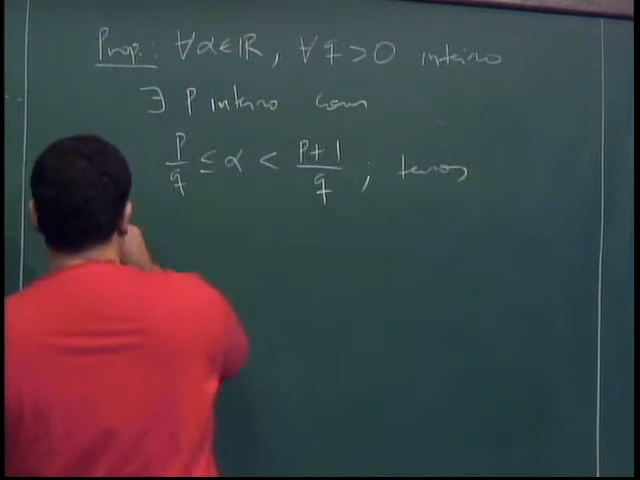 Prop.: ∀α∈ℝ, ∀q>0 inteiro
∃ p inteiro com
p/q ≤ α < (p+1)/q ; temos